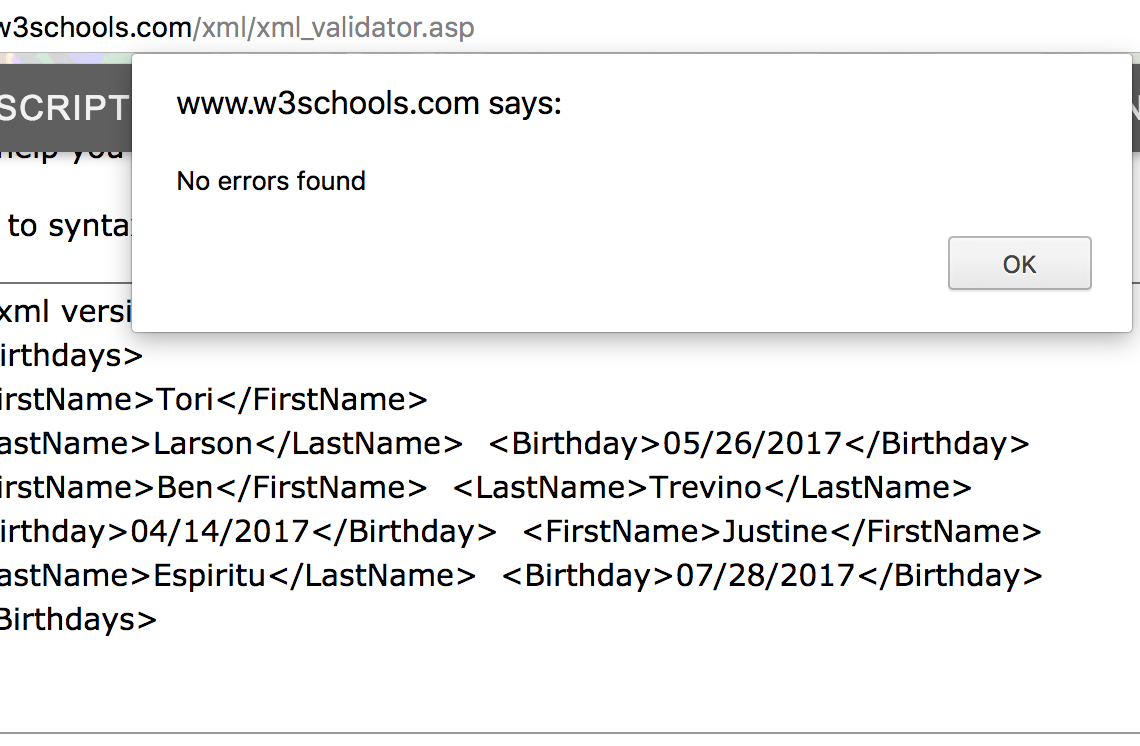 w3schools.com/xml/xml_validator.asp
SCRIPT
www.w3schools.com says:
help you
No errors found
to synta
OK
xml versi
irthdays>
irstName>Tori</FirstName>
astName>Larson</LastName> <Birthday>05/26/2017</Birthday>
irstName>Ben</FirstName> <LastName>Trevino</LastName>
irthday>04/14/2017</Birthday> <FirstName>Justine</FirstName>
astName>Espiritu</LastName> <Birthday>07/28/2017</Birthday>
Birthdays>